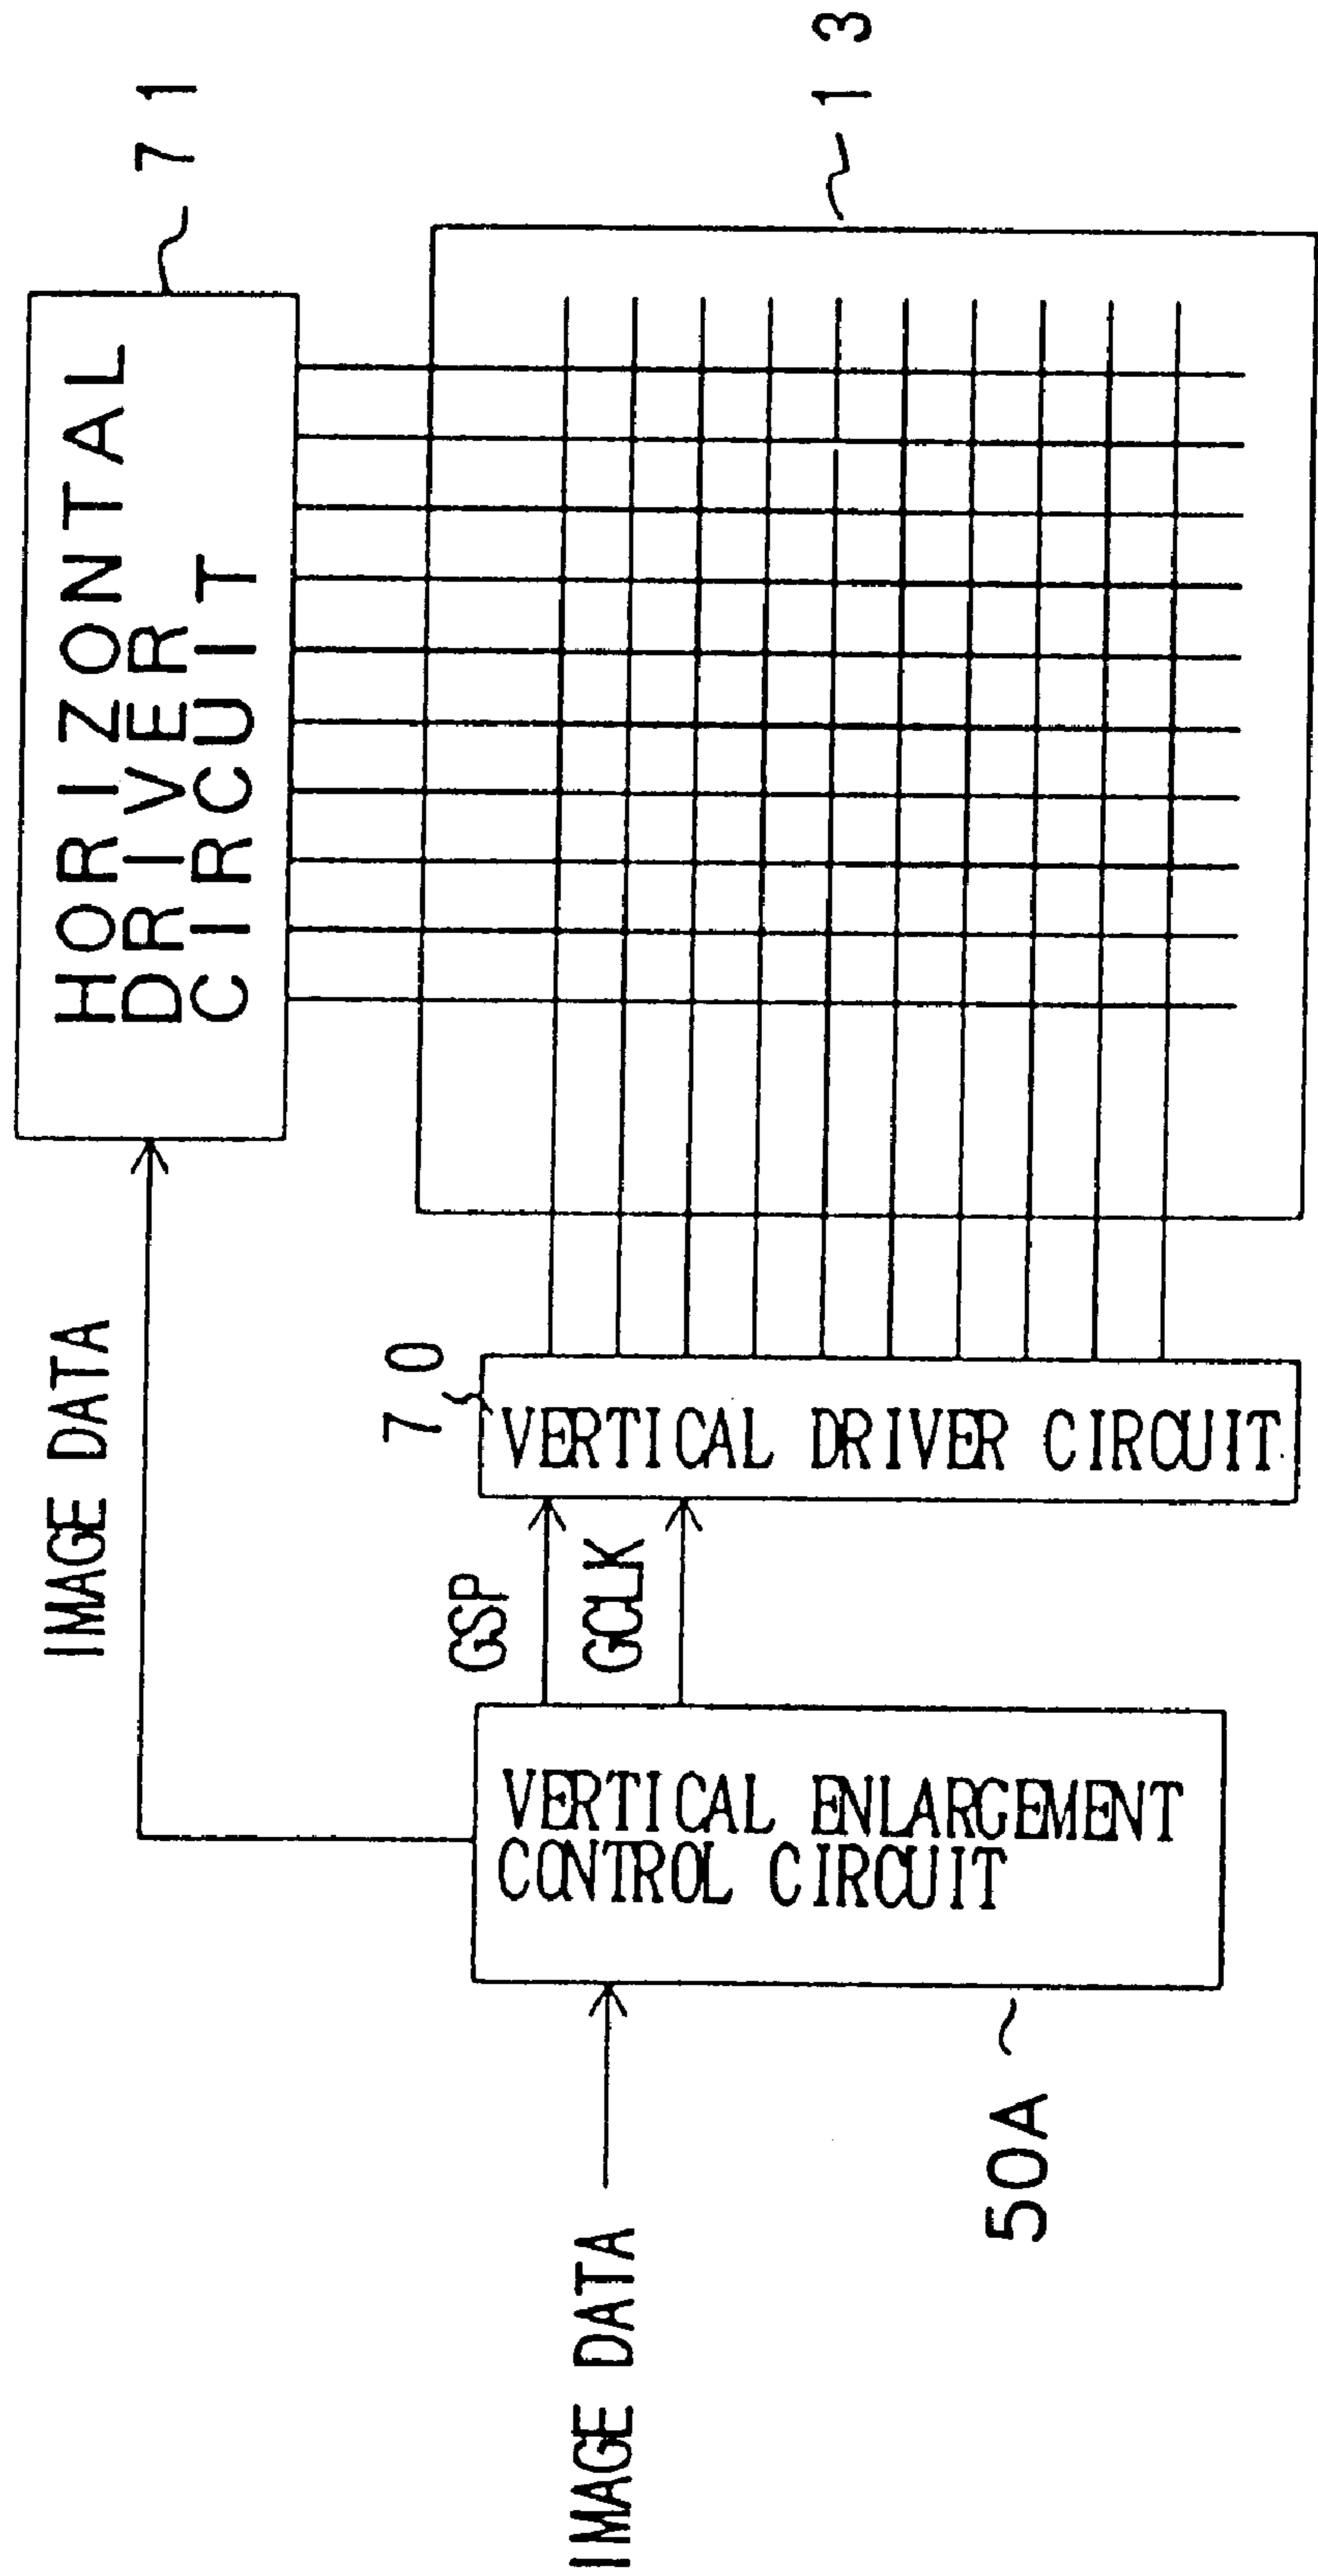 IMAGE DATA
50A
VERTICAL ENLARGEMENT
CONTROL CIRCUIT
IMAGE DATA
GSP
GCLK
70
VERTICAL DRIVER CIRCUIT
HORIZONTAL
DRIVER
CIRCUIT
71
13